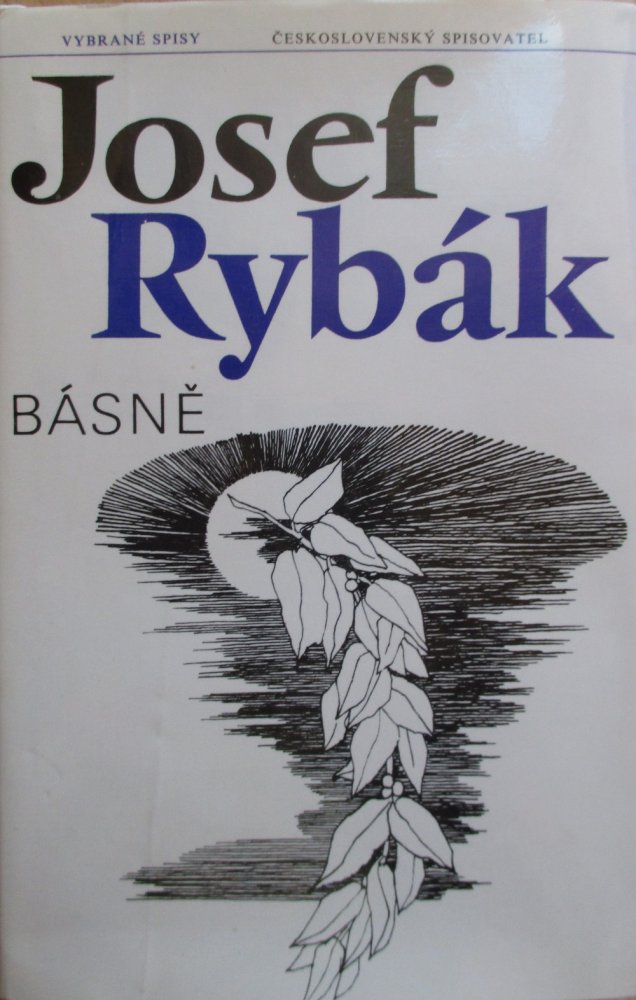 VYBRANÉ SPISY ČESKOSLOVENSKÝ SPISOVATEL
Josef
Rybák
BÁSNĚ